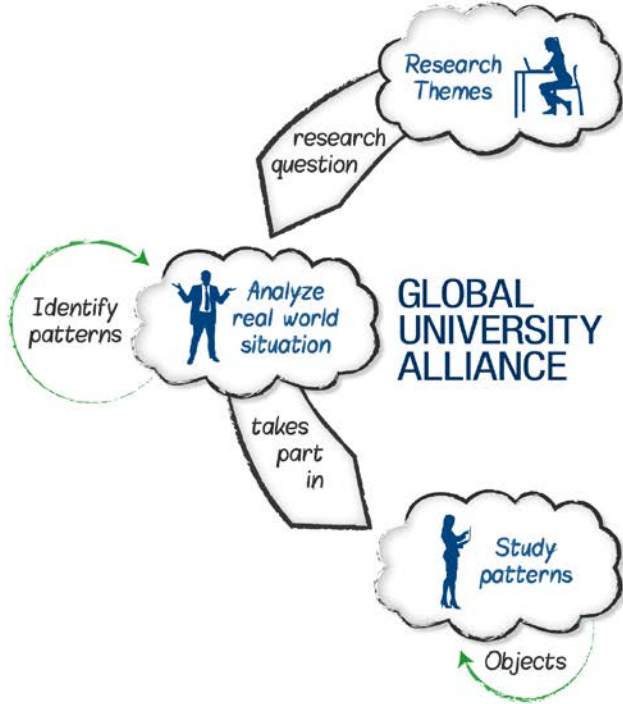 Research
Themes
research
question
Identify
patterns
Analyze
real world
situation
GLOBAL
UNIVERSITY
ALLIANCE
takes
part
in
Study
patterns
Objects